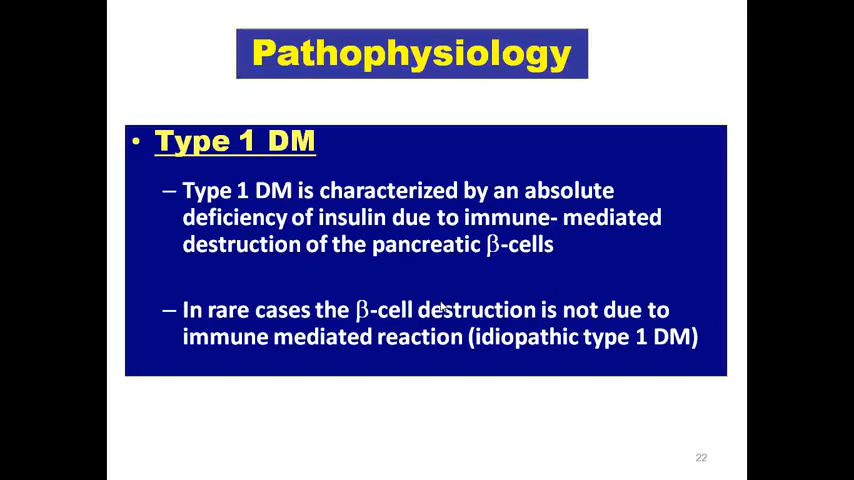 Pathophysiology
• Type 1 DM
– Type 1 DM is characterized by an absolute
deficiency of insulin due to immune- mediated
destruction of the pancreatic β-cells
– In rare cases the β-cell destruction is not due to
immune mediated reaction (idiopathic type 1 DM)
22